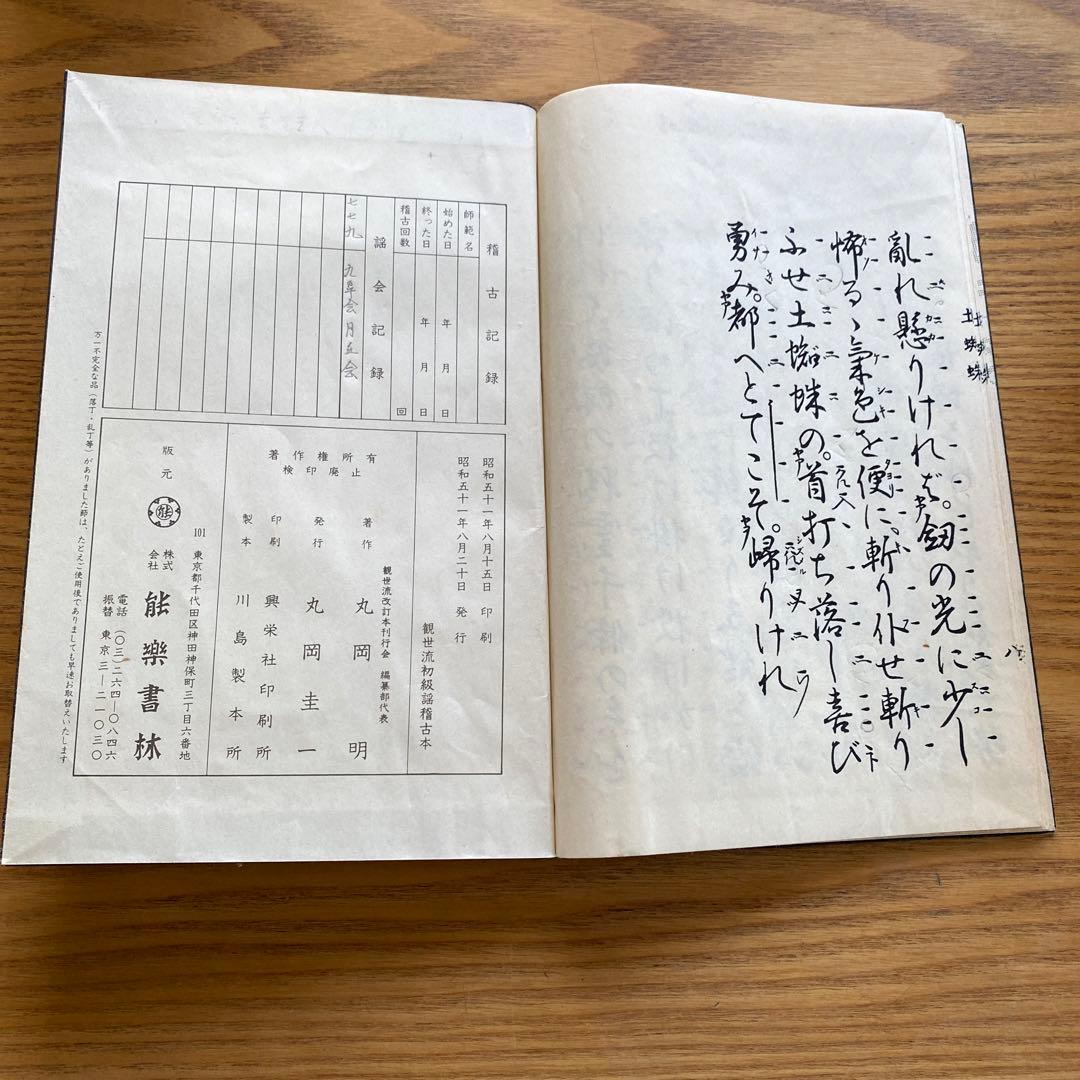 土蜘蛛
八
亂れ懸りければ。劔の光に少し
怖るゝ氣色を便に。斬り伏せ斬り
ふせ土蜘蛛の。首打ち落し喜び
勇み。都へとてこそ。歸りけれ
稽古記録
師範名
始めた日 年 月 日
終った日 年 月 日
稽古回数 回
謡会記録
七七九 九皐会月並会
観世流初級謡稽古本
昭和五十一年八月十五日 印刷
昭和五十一年八月二十日 発行
著作権所有
検印廃止
観世流改訂本刊行会 編纂部代表
著作 丸岡明
発行 丸岡圭一
印刷 興栄社印刷所
製本 川島製本所
版元
能
101 東京都千代田区神田神保町三丁目六番地
株式会社 能樂書林
電話 (〇三)二六四―〇八四六
振替 東京三―二一〇三〇
万一不完全な品(落丁・乱丁等)がありました節は、たとえご使用後でありましても早速お取替えいたします